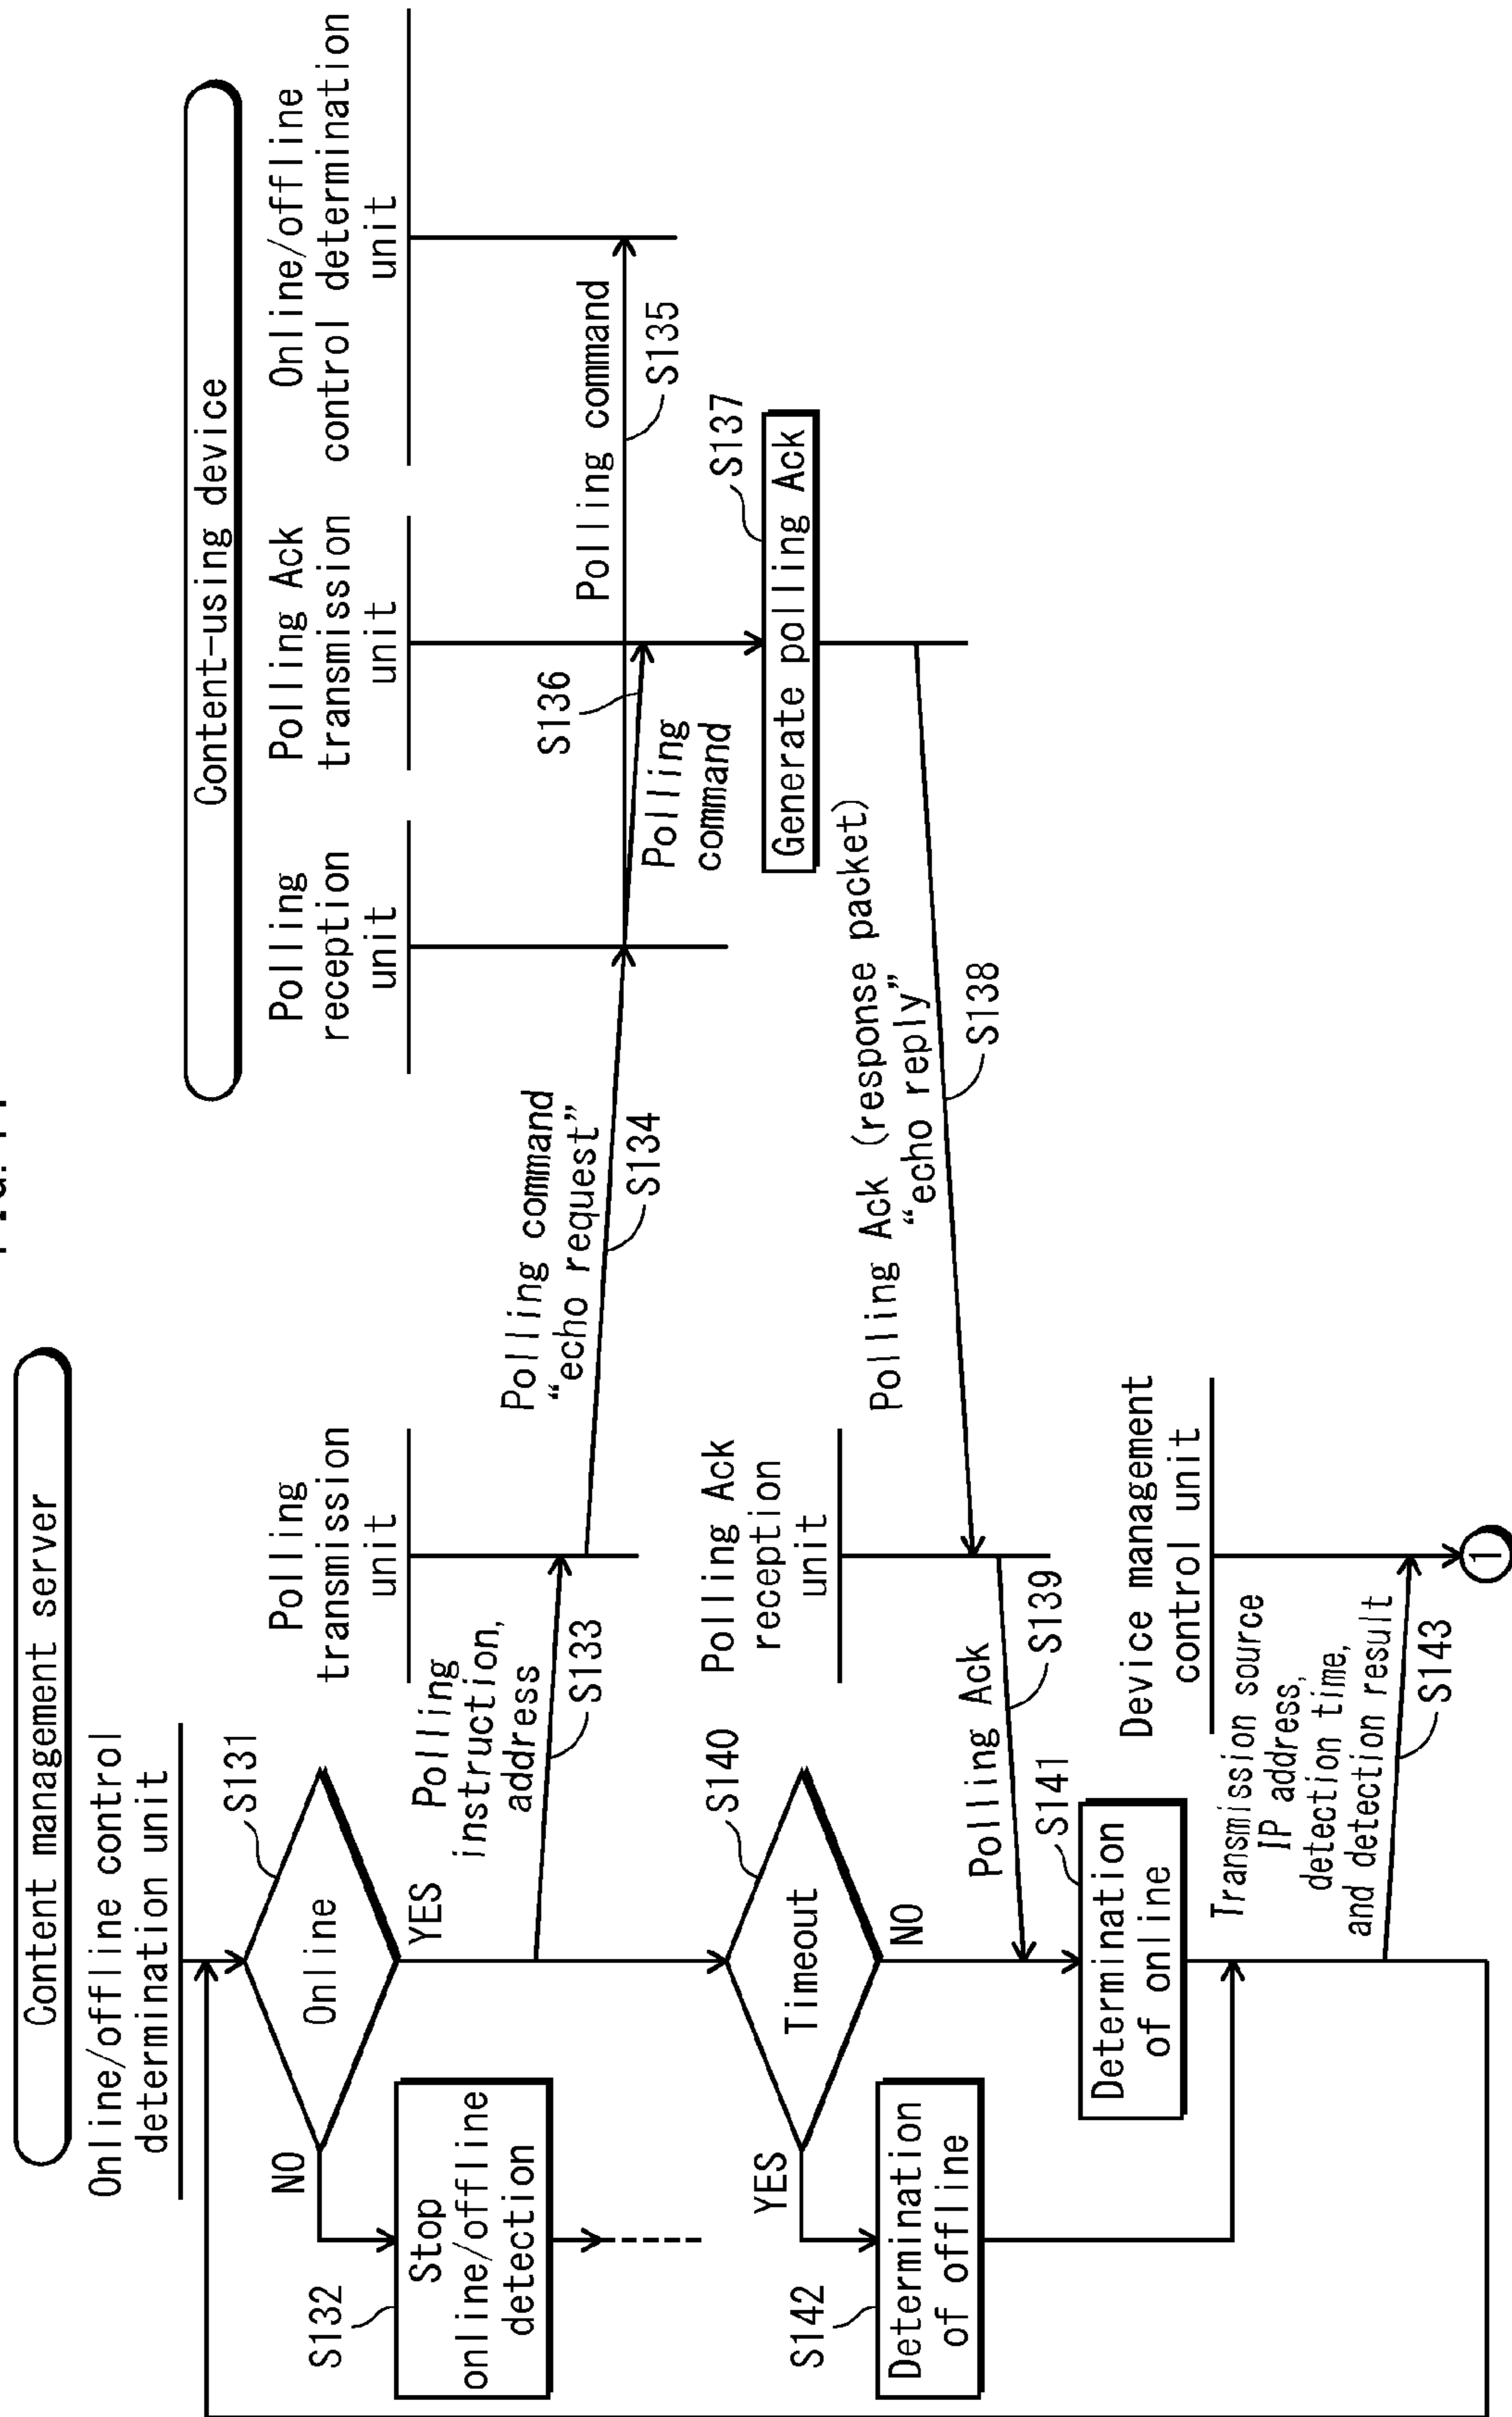 Content management server
Content-using device
Online/offline control
determination unit
Polling
transmission
unit
Polling
reception
unit
Polling Ack
transmission
unit
Online/offline
control determination
unit
S131
Online
NO
YES
S132
Stop
online/offline
detection
Polling
instruction,
address
S133
Polling command
“echo request”
S134
Polling command
S135
S136
Polling
command
S137
Generate polling Ack
Polling Ack (response packet)
“echo reply”
S138
Polling Ack
reception
unit
S140
Timeout
YES
NO
Polling Ack
S139
S142
Determination
of offline
S141
Determination
of online
Device management
control unit
Transmission source
IP address,
detection time,
and detection result
S143
1